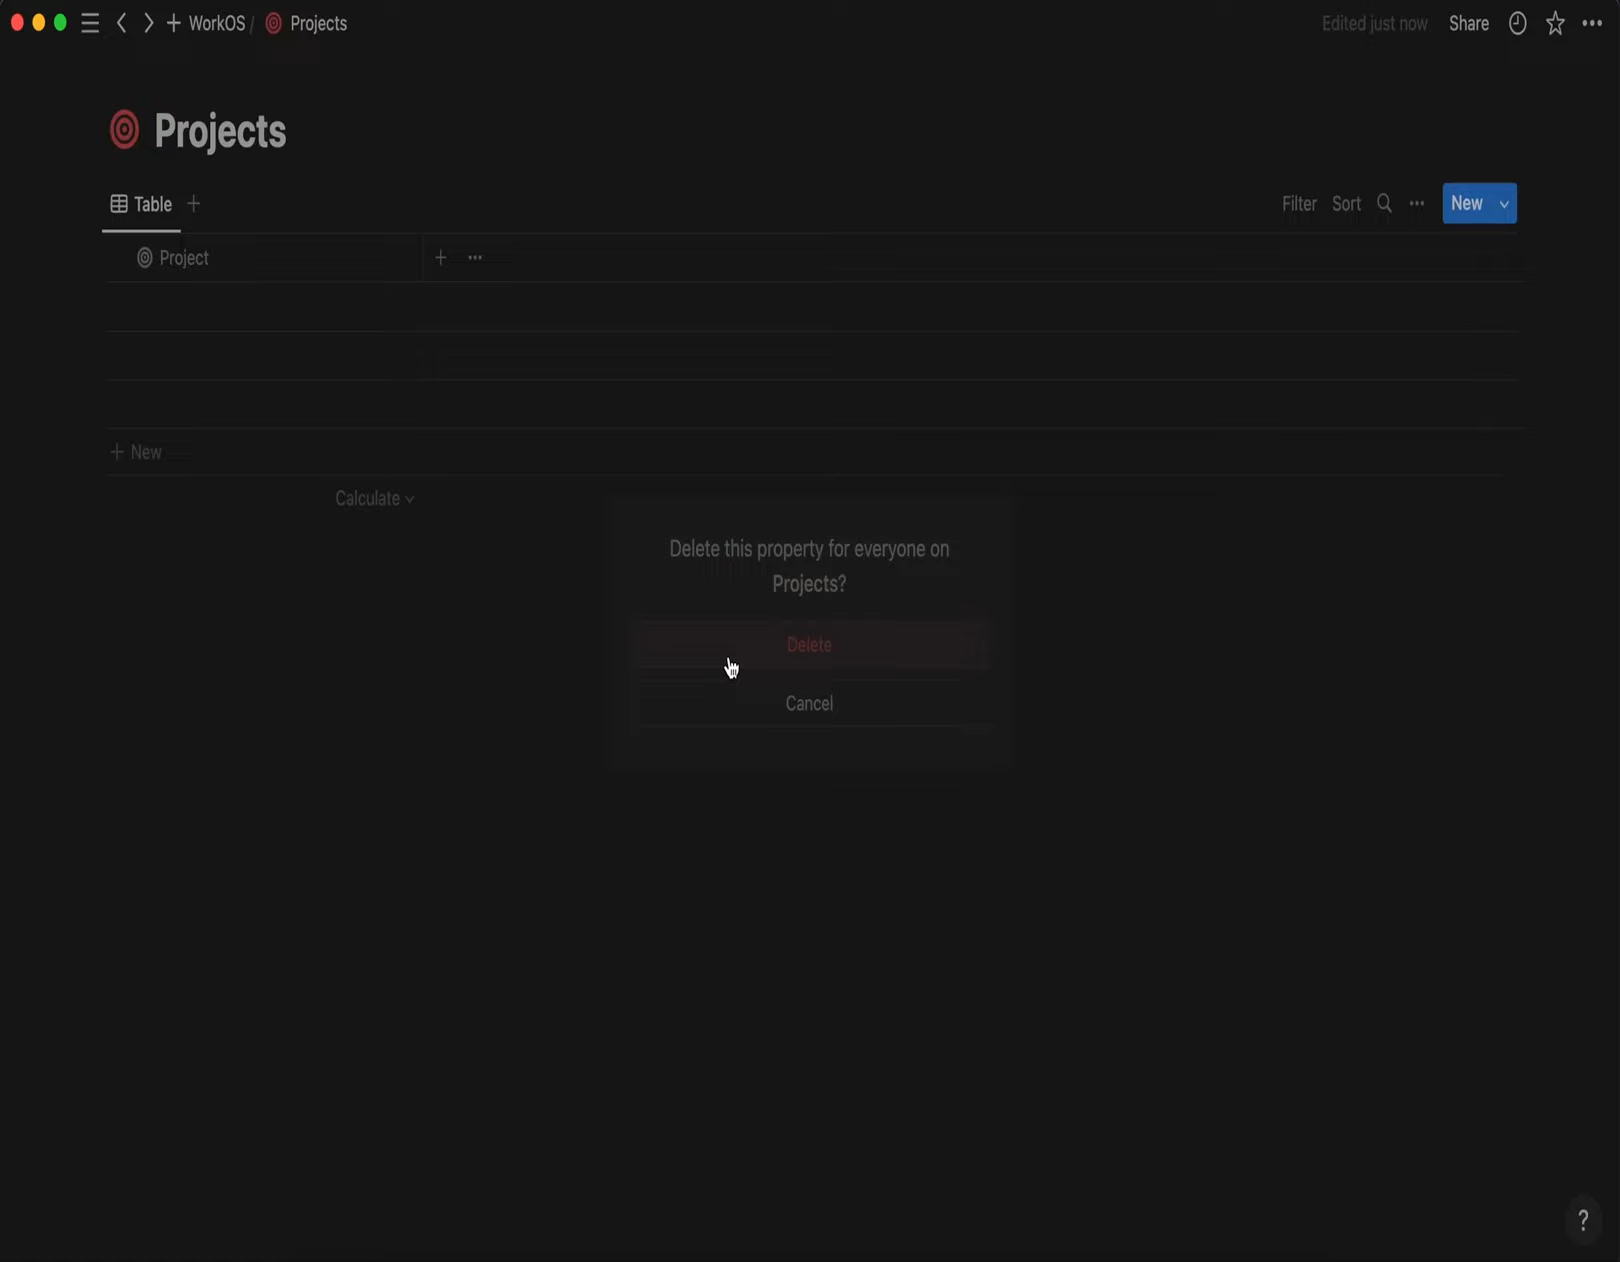 WorkOS / Projects
Edited just now Share
Projects
Table
Filter Sort New
Project
New
Calculate
Delete this property for everyone on
Projects?
Delete
Cancel
?